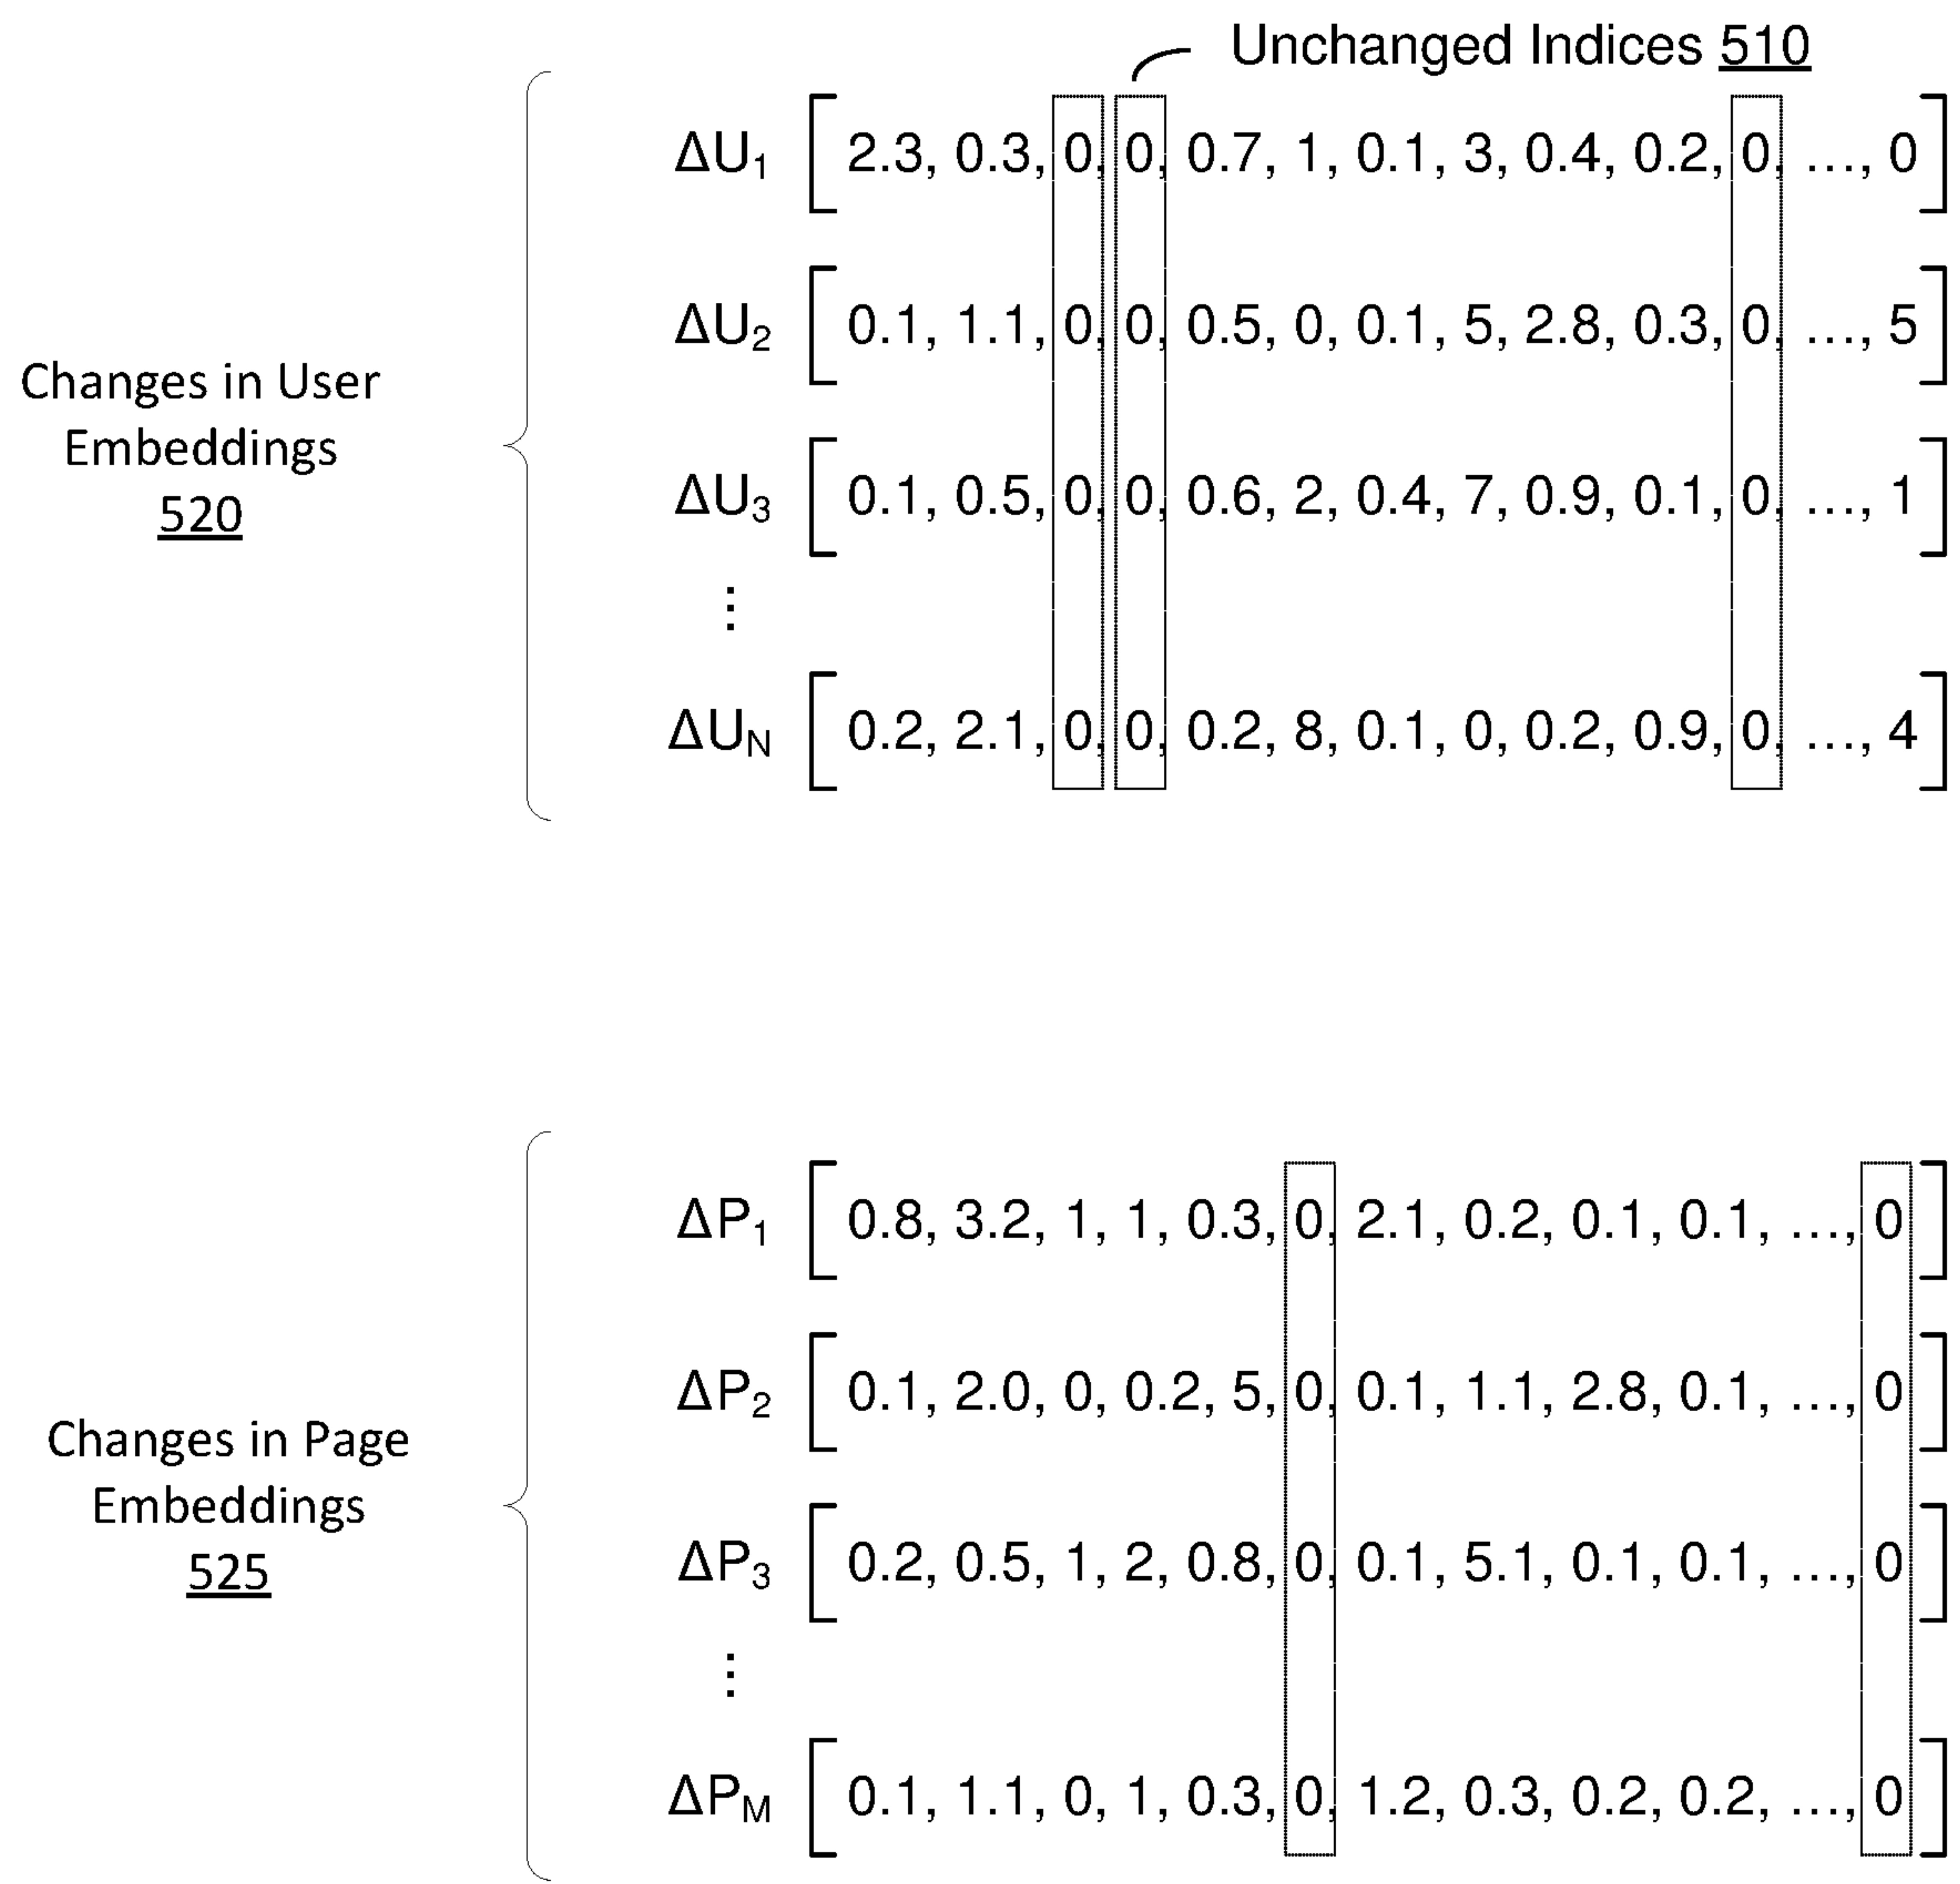 Unchanged Indices 510
ΔU1 [2.3, 0.3, 0, 0, 0.7, 1, 0.1, 3, 0.4, 0.2, 0, ..., 0]
ΔU2 [0.1, 1.1, 0, 0, 0.5, 0, 0.1, 5, 2.8, 0.3, 0, ..., 5]
Changes in User
Embeddings
520
ΔU3 [0.1, 0.5, 0, 0, 0.6, 2, 0.4, 7, 0.9, 0.1, 0, ..., 1]
⋮
ΔUN [0.2, 2.1, 0, 0, 0.2, 8, 0.1, 0, 0.2, 0.9, 0, ..., 4]
ΔP1 [0.8, 3.2, 1, 1, 0.3, 0, 2.1, 0.2, 0.1, 0.1, ..., 0]
ΔP2 [0.1, 2.0, 0, 0.2, 5, 0, 0.1, 1.1, 2.8, 0.1, ..., 0]
Changes in Page
Embeddings
525
ΔP3 [0.2, 0.5, 1, 2, 0.8, 0, 0.1, 5.1, 0.1, 0.1, ..., 0]
⋮
ΔPM [0.1, 1.1, 0, 1, 0.3, 0, 1.2, 0.3, 0.2, 0.2, ..., 0]